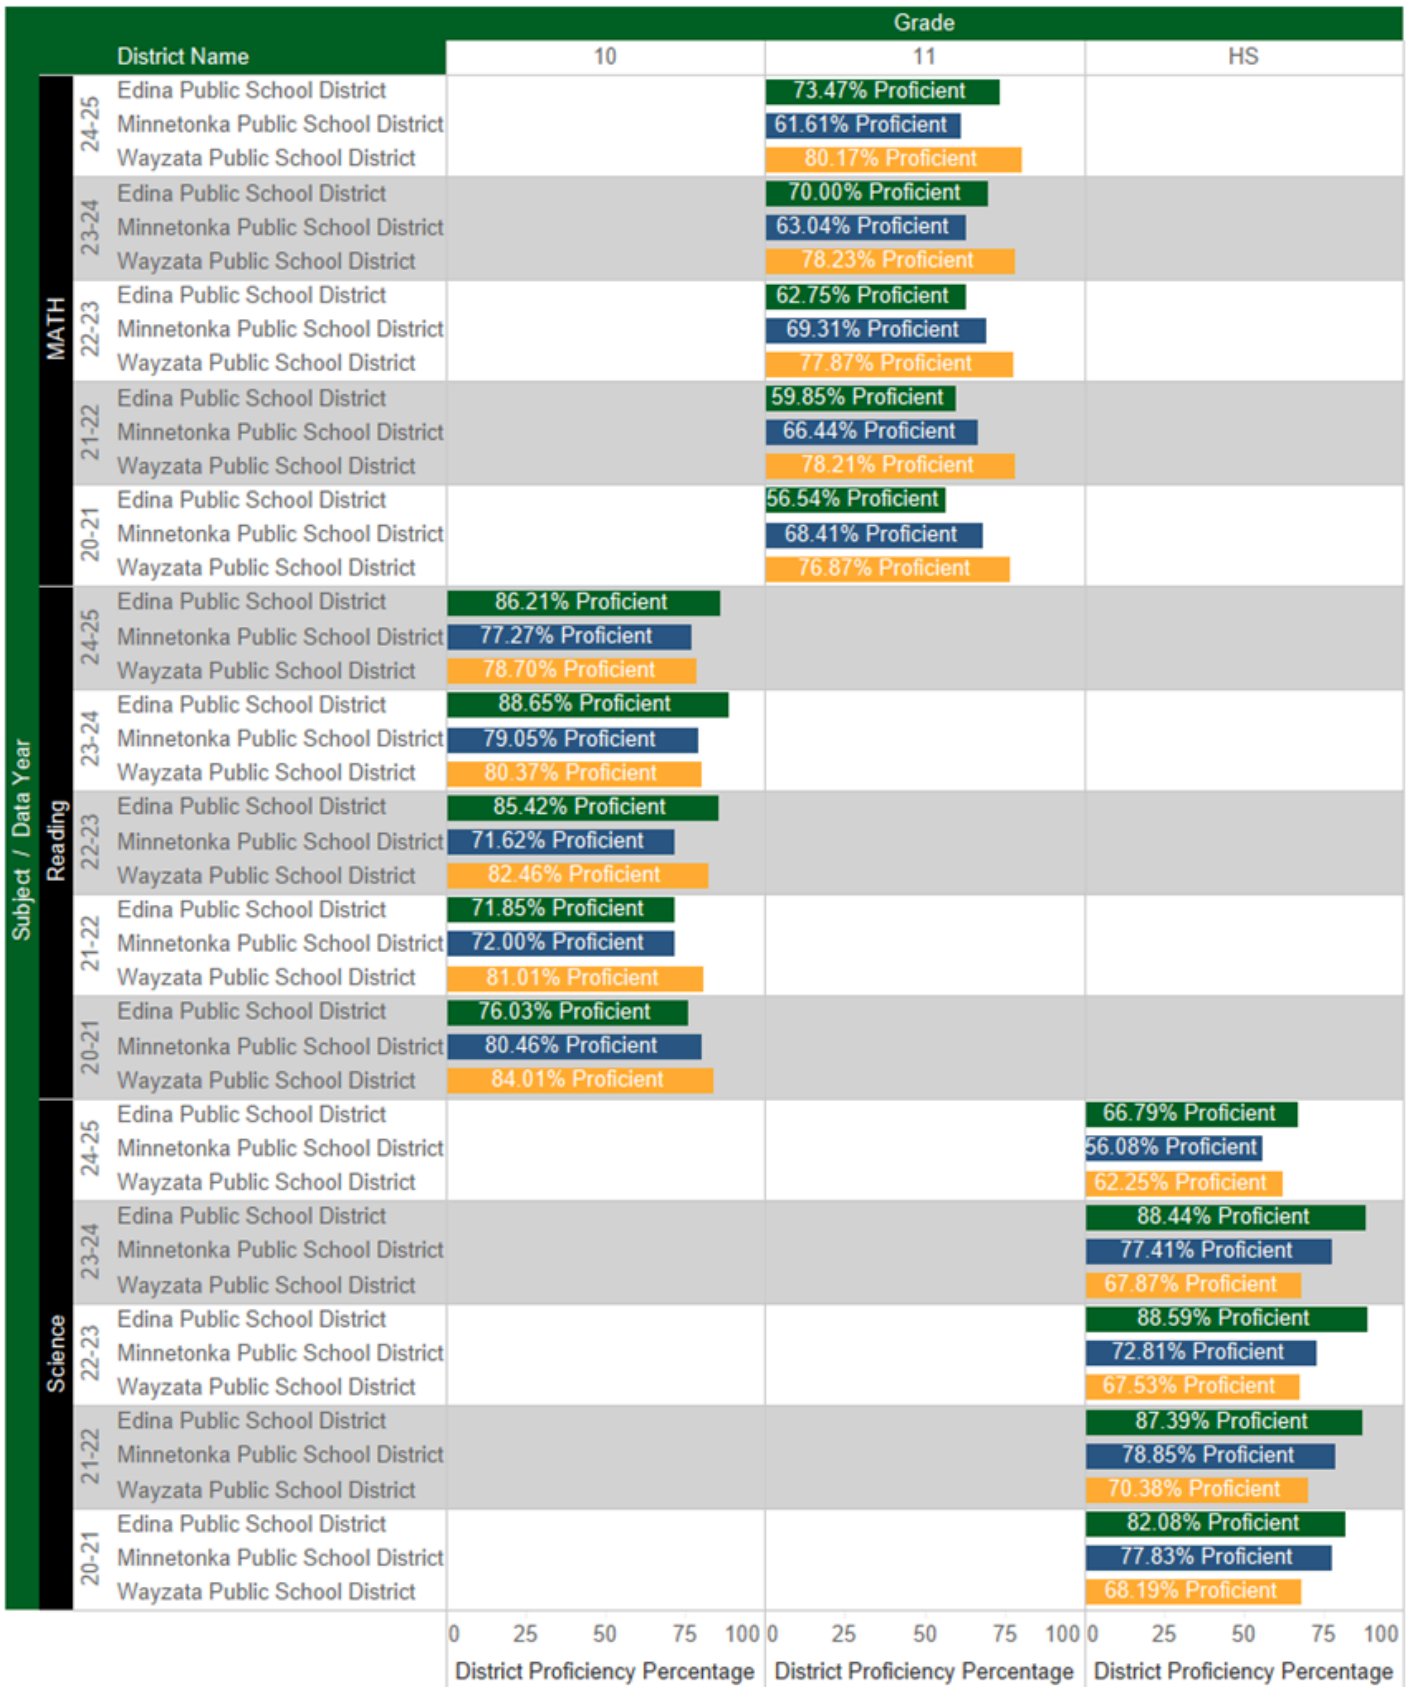 Grade
District Name 10 11 HS
Subject / Data Year
MATH
24-25
Edina Public School District 73.47% Proficient
Minnetonka Public School District 61.61% Proficient
Wayzata Public School District 80.17% Proficient
23-24
Edina Public School District 70.00% Proficient
Minnetonka Public School District 63.04% Proficient
Wayzata Public School District 78.23% Proficient
22-23
Edina Public School District 62.75% Proficient
Minnetonka Public School District 69.31% Proficient
Wayzata Public School District 77.87% Proficient
21-22
Edina Public School District 59.85% Proficient
Minnetonka Public School District 66.44% Proficient
Wayzata Public School District 78.21% Proficient
20-21
Edina Public School District 56.54% Proficient
Minnetonka Public School District 68.41% Proficient
Wayzata Public School District 76.87% Proficient
Reading
24-25
Edina Public School District 86.21% Proficient
Minnetonka Public School District 77.27% Proficient
Wayzata Public School District 78.70% Proficient
23-24
Edina Public School District 88.65% Proficient
Minnetonka Public School District 79.05% Proficient
Wayzata Public School District 80.37% Proficient
22-23
Edina Public School District 85.42% Proficient
Minnetonka Public School District 71.62% Proficient
Wayzata Public School District 82.46% Proficient
21-22
Edina Public School District 71.85% Proficient
Minnetonka Public School District 72.00% Proficient
Wayzata Public School District 81.01% Proficient
20-21
Edina Public School District 76.03% Proficient
Minnetonka Public School District 80.46% Proficient
Wayzata Public School District 84.01% Proficient
Science
24-25
Edina Public School District 66.79% Proficient
Minnetonka Public School District 56.08% Proficient
Wayzata Public School District 62.25% Proficient
23-24
Edina Public School District 88.44% Proficient
Minnetonka Public School District 77.41% Proficient
Wayzata Public School District 67.87% Proficient
22-23
Edina Public School District 88.59% Proficient
Minnetonka Public School District 72.81% Proficient
Wayzata Public School District 67.53% Proficient
21-22
Edina Public School District 87.39% Proficient
Minnetonka Public School District 78.85% Proficient
Wayzata Public School District 70.38% Proficient
20-21
Edina Public School District 82.08% Proficient
Minnetonka Public School District 77.83% Proficient
Wayzata Public School District 68.19% Proficient
0 25 50 75 100 0 25 50 75 100 0 25 50 75 100
District Proficiency Percentage District Proficiency Percentage District Proficiency Percentage